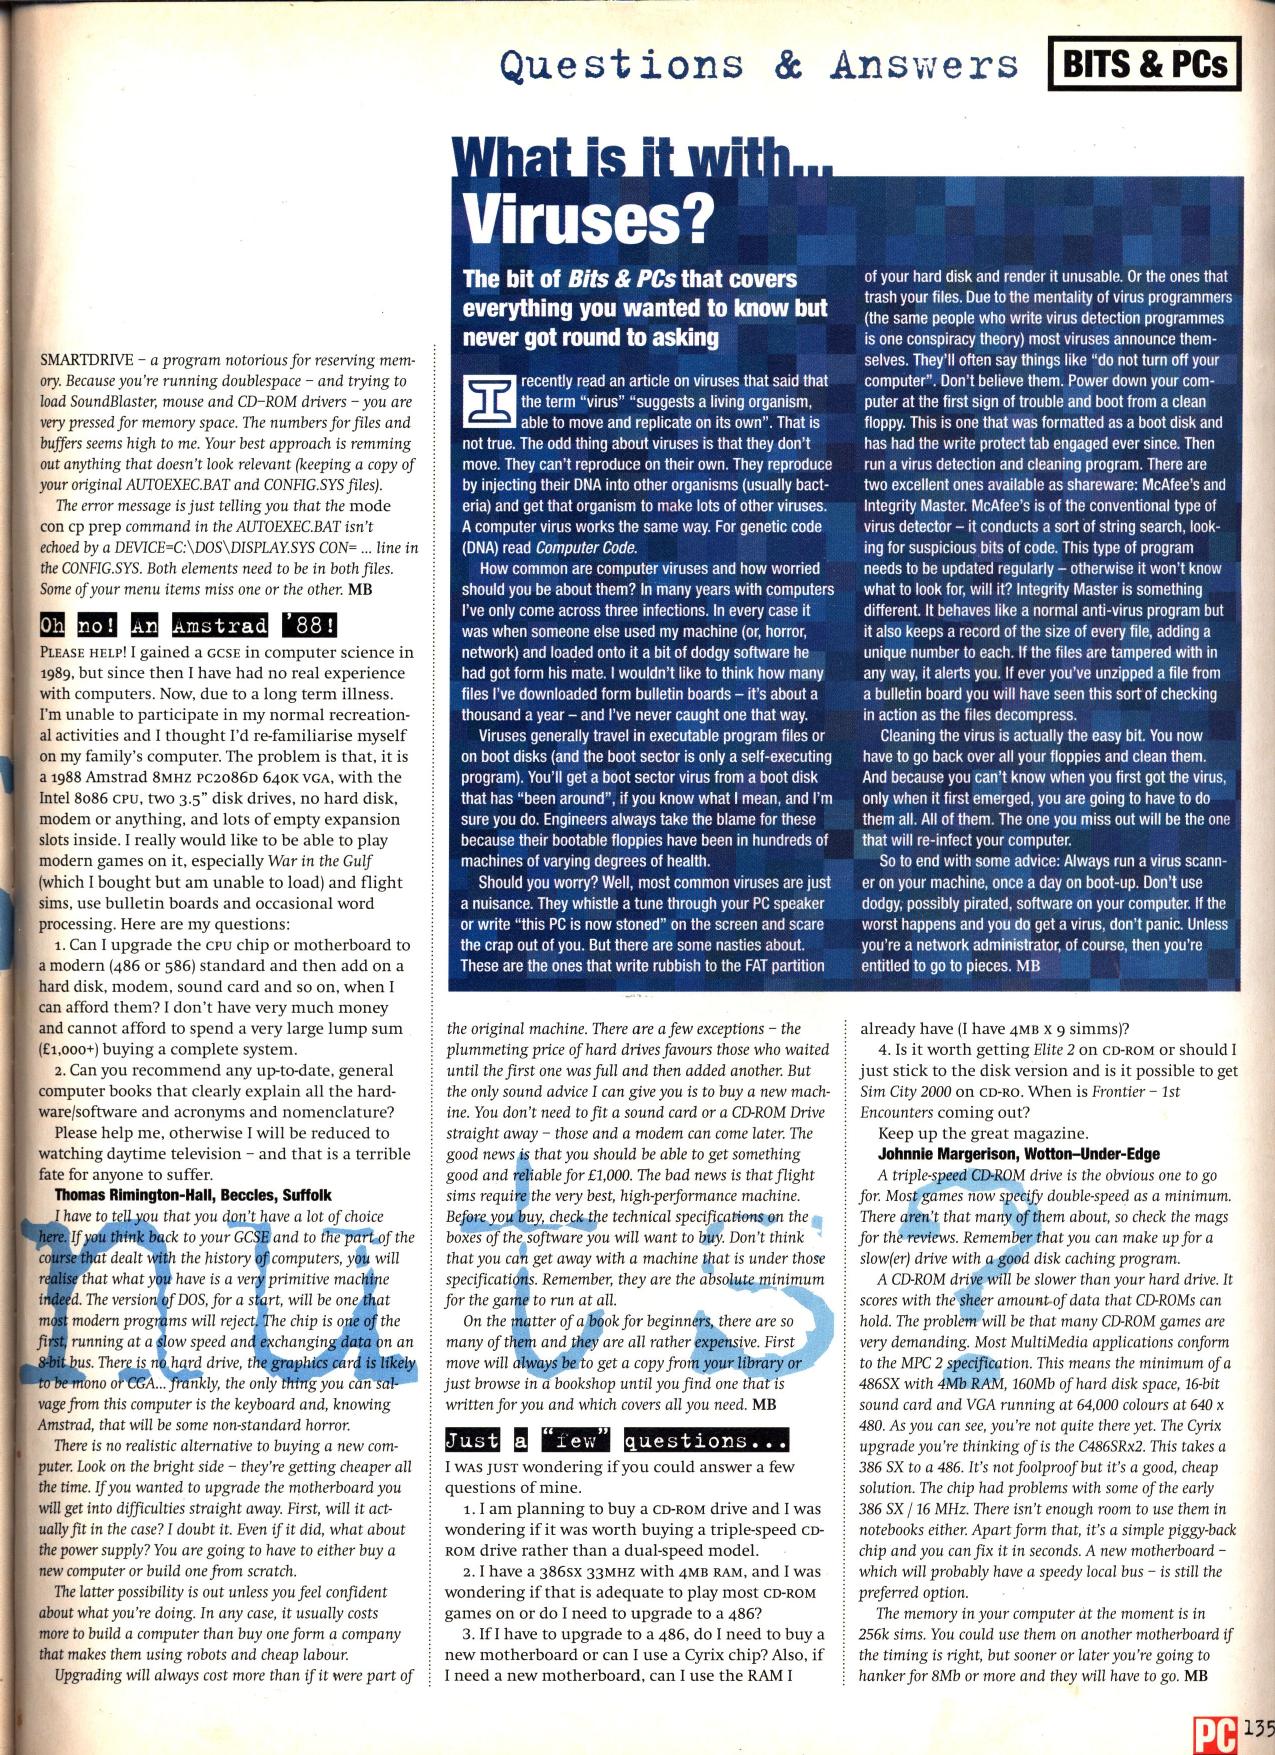 Questions & Answers
BITS & PCs
SMARTDRIVE – a program notorious for reserving mem-
ory. Because you're running doublespace – and trying to
load SoundBlaster, mouse and CD–ROM drivers – you are
very pressed for memory space. The numbers for files and
buffers seems high to me. Your best approach is remming
out anything that doesn't look relevant (keeping a copy of
your original AUTOEXEC.BAT and CONFIG.SYS files).
The error message is just telling you that the mode
con cp prep command in the AUTOEXEC.BAT isn't
echoed by a DEVICE=C:\DOS\DISPLAY.SYS CON= ... line in
the CONFIG.SYS. Both elements need to be in both files.
Some of your menu items miss one or the other. MB
Oh no! An Amstrad '88!
PLEASE HELP! I gained a GCSE in computer science in
1989, but since then I have had no real experience
with computers. Now, due to a long term illness.
I'm unable to participate in my normal recreation-
al activities and I thought I'd re-familiarise myself
on my family's computer. The problem is that, it is
a 1988 Amstrad 8MHZ PC2086D 640K VGA, with the
Intel 8086 CPU, two 3.5" disk drives, no hard disk,
modem or anything, and lots of empty expansion
slots inside. I really would like to be able to play
modern games on it, especially War in the Gulf
(which I bought but am unable to load) and flight
sims, use bulletin boards and occasional word
processing. Here are my questions:
1. Can I upgrade the CPU chip or motherboard to
a modern (486 or 586) standard and then add on a
hard disk, modem, sound card and so on, when I
can afford them? I don't have very much money
and cannot afford to spend a very large lump sum
(£1,000+) buying a complete system.
2. Can you recommend any up-to-date, general
computer books that clearly explain all the hard-
ware/software and acronyms and nomenclature?
Please help me, otherwise I will be reduced to
watching daytime television – and that is a terrible
fate for anyone to suffer.
Thomas Rimington-Hall, Beccles, Suffolk
I have to tell you that you don't have a lot of choice
here. If you think back to your GCSE and to the part of the
course that dealt with the history of computers, you will
realise that what you have is a very primitive machine
indeed. The version of DOS, for a start, will be one that
most modern programs will reject. The chip is one of the
first, running at a slow speed and exchanging data on an
8-bit bus. There is no hard drive, the graphics card is likely
to be mono or CGA... frankly, the only thing you can sal-
vage from this computer is the keyboard and, knowing
Amstrad, that will be some non-standard horror.
There is no realistic alternative to buying a new com-
puter. Look on the bright side – they're getting cheaper all
the time. If you wanted to upgrade the motherboard you
will get into difficulties straight away. First, will it act-
ually fit in the case? I doubt it. Even if it did, what about
the power supply? You are going to have to either buy a
new computer or build one from scratch.
The latter possibility is out unless you feel confident
about what you're doing. In any case, it usually costs
more to build a computer than buy one form a company
that makes them using robots and cheap labour.
Upgrading will always cost more than if it were part of
What is it with...
Viruses?
The bit of Bits & PCs that covers
everything you wanted to know but
never got round to asking
I recently read an article on viruses that said that
the term "virus" "suggests a living organism,
able to move and replicate on its own". That is
not true. The odd thing about viruses is that they don't
move. They can't reproduce on their own. They reproduce
by injecting their DNA into other organisms (usually bact-
eria) and get that organism to make lots of other viruses.
A computer virus works the same way. For genetic code
(DNA) read Computer Code.
How common are computer viruses and how worried
should you be about them? In many years with computers
I've only come across three infections. In every case it
was when someone else used my machine (or, horror,
network) and loaded onto it a bit of dodgy software he
had got form his mate. I wouldn't like to think how many
files I've downloaded form bulletin boards – it's about a
thousand a year – and I've never caught one that way.
Viruses generally travel in executable program files or
on boot disks (and the boot sector is only a self-executing
program). You'll get a boot sector virus from a boot disk
that has "been around", if you know what I mean, and I'm
sure you do. Engineers always take the blame for these
because their bootable floppies have been in hundreds of
machines of varying degrees of health.
Should you worry? Well, most common viruses are just
a nuisance. They whistle a tune through your PC speaker
or write "this PC is now stoned" on the screen and scare
the crap out of you. But there are some nasties about.
These are the ones that write rubbish to the FAT partition
of your hard disk and render it unusable. Or the ones that
trash your files. Due to the mentality of virus programmers
(the same people who write virus detection programmes
is one conspiracy theory) most viruses announce them-
selves. They'll often say things like "do not turn off your
computer". Don't believe them. Power down your com-
puter at the first sign of trouble and boot from a clean
floppy. This is one that was formatted as a boot disk and
has had the write protect tab engaged ever since. Then
run a virus detection and cleaning program. There are
two excellent ones available as shareware: McAfee's and
Integrity Master. McAfee's is of the conventional type of
virus detector – it conducts a sort of string search, look-
ing for suspicious bits of code. This type of program
needs to be updated regularly – otherwise it won't know
what to look for, will it? Integrity Master is something
different. It behaves like a normal anti-virus program but
it also keeps a record of the size of every file, adding a
unique number to each. If the files are tampered with in
any way, it alerts you. If ever you've unzipped a file from
a bulletin board you will have seen this sort of checking
in action as the files decompress.
Cleaning the virus is actually the easy bit. You now
have to go back over all your floppies and clean them.
And because you can't know when you first got the virus,
only when it first emerged, you are going to have to do
them all. All of them. The one you miss out will be the one
that will re-infect your computer.
So to end with some advice: Always run a virus scann-
er on your machine, once a day on boot-up. Don't use
dodgy, possibly pirated, software on your computer. If the
worst happens and you do get a virus, don't panic. Unless
you're a network administrator, of course, then you're
entitled to go to pieces. MB
the original machine. There are a few exceptions – the
plummeting price of hard drives favours those who waited
until the first one was full and then added another. But
the only sound advice I can give you is to buy a new mach-
ine. You don't need to fit a sound card or a CD-ROM Drive
straight away – those and a modem can come later. The
good news is that you should be able to get something
good and reliable for £1,000. The bad news is that flight
sims require the very best, high-performance machine.
Before you buy, check the technical specifications on the
boxes of the software you will want to buy. Don't think
that you can get away with a machine that is under those
specifications. Remember, they are the absolute minimum
for the game to run at all.
On the matter of a book for beginners, there are so
many of them and they are all rather expensive. First
move will always be to get a copy from your library or
just browse in a bookshop until you find one that is
written for you and which covers all you need. MB
Just a "few" questions...
I WAS JUST wondering if you could answer a few
questions of mine.
1. I am planning to buy a CD-ROM drive and I was
wondering if it was worth buying a triple-speed CD-
ROM drive rather than a dual-speed model.
2. I have a 386SX 33MHZ with 4MB RAM, and I was
wondering if that is adequate to play most CD-ROM
games on or do I need to upgrade to a 486?
3. If I have to upgrade to a 486, do I need to buy a
new motherboard or can I use a Cyrix chip? Also, if
I need a new motherboard, can I use the RAM I
already have (I have 4MB X 9 simms)?
4. Is it worth getting Elite 2 on CD-ROM or should I
just stick to the disk version and is it possible to get
Sim City 2000 on CD-RO. When is Frontier – 1st
Encounters coming out?
Keep up the great magazine.
Johnnie Margerison, Wotton–Under-Edge
A triple-speed CD-ROM drive is the obvious one to go
for. Most games now specify double-speed as a minimum.
There aren't that many of them about, so check the mags
for the reviews. Remember that you can make up for a
slow(er) drive with a good disk caching program.
A CD-ROM drive will be slower than your hard drive. It
scores with the sheer amount of data that CD-ROMs can
hold. The problem will be that many CD-ROM games are
very demanding. Most MultiMedia applications conform
to the MPC 2 specification. This means the minimum of a
486SX with 4Mb RAM, 160Mb of hard disk space, 16-bit
sound card and VGA running at 64,000 colours at 640 x
480. As you can see, you're not quite there yet. The Cyrix
upgrade you're thinking of is the C486SRx2. This takes a
386 SX to a 486. It's not foolproof but it's a good, cheap
solution. The chip had problems with some of the early
386 SX / 16 MHz. There isn't enough room to use them in
notebooks either. Apart form that, it's a simple piggy-back
chip and you can fix it in seconds. A new motherboard –
which will probably have a speedy local bus – is still the
preferred option.
The memory in your computer at the moment is in
256k sims. You could use them on another motherboard if
the timing is right, but sooner or later you're going to
hanker for 8Mb or more and they will have to go. MB
nuts?
PC 135